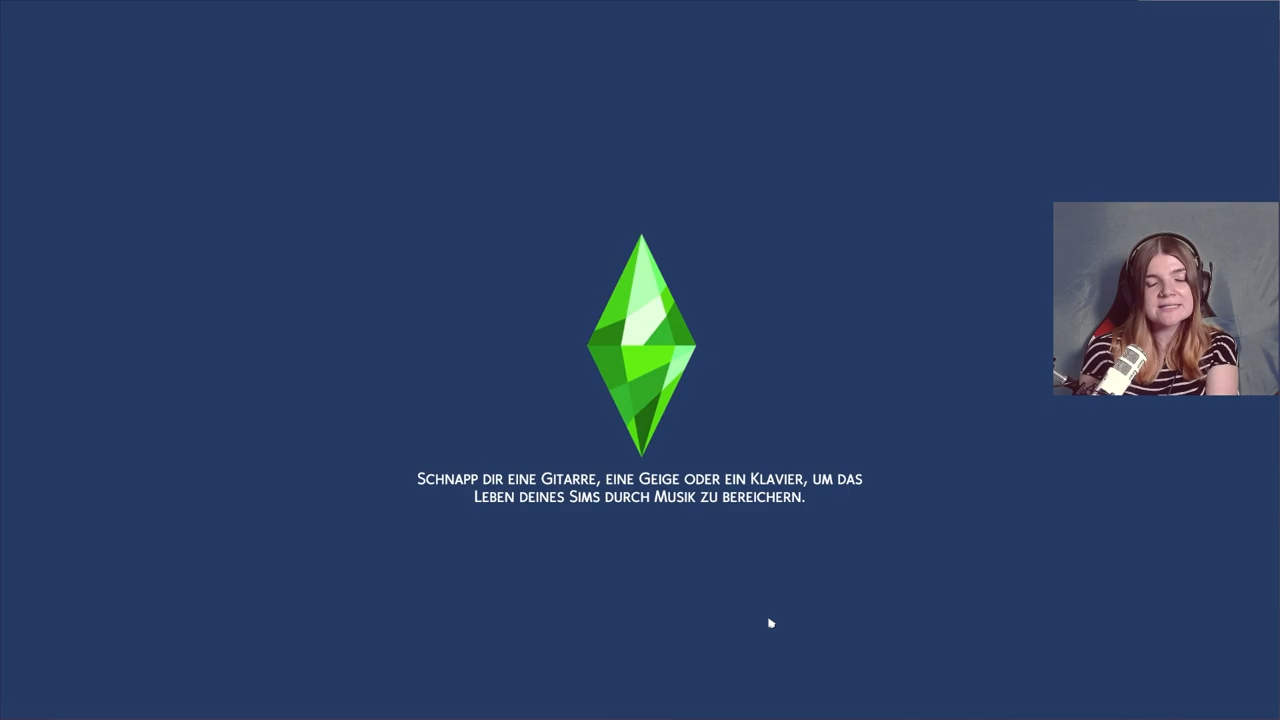 Schnapp dir eine Gitarre, eine Geige oder ein Klavier, um das
Leben deines Sims durch Musik zu bereichern.